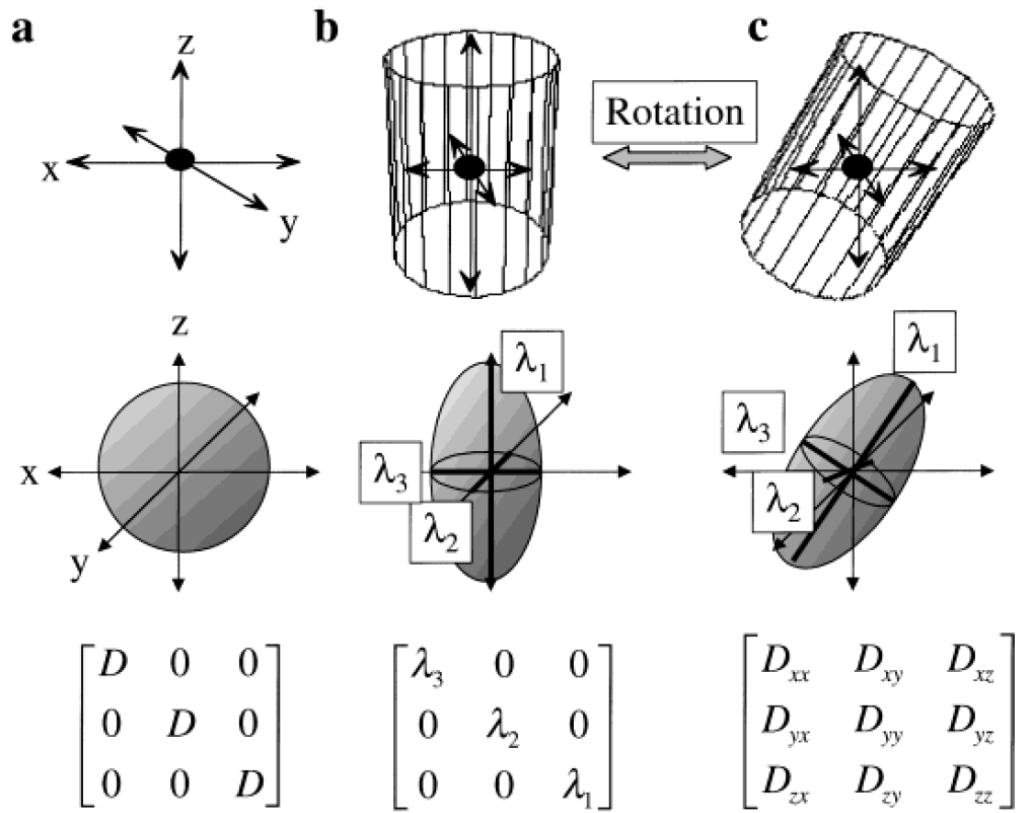 a
b
c
z
x
y
Rotation
z
x
y
λ1
λ3
λ2
λ1
λ3
λ2
D 0 0
0 D 0
0 0 D
λ3 0 0
0 λ2 0
0 0 λ1
Dxx Dxy Dxz
Dyx Dyy Dyz
Dzx Dzy Dzz